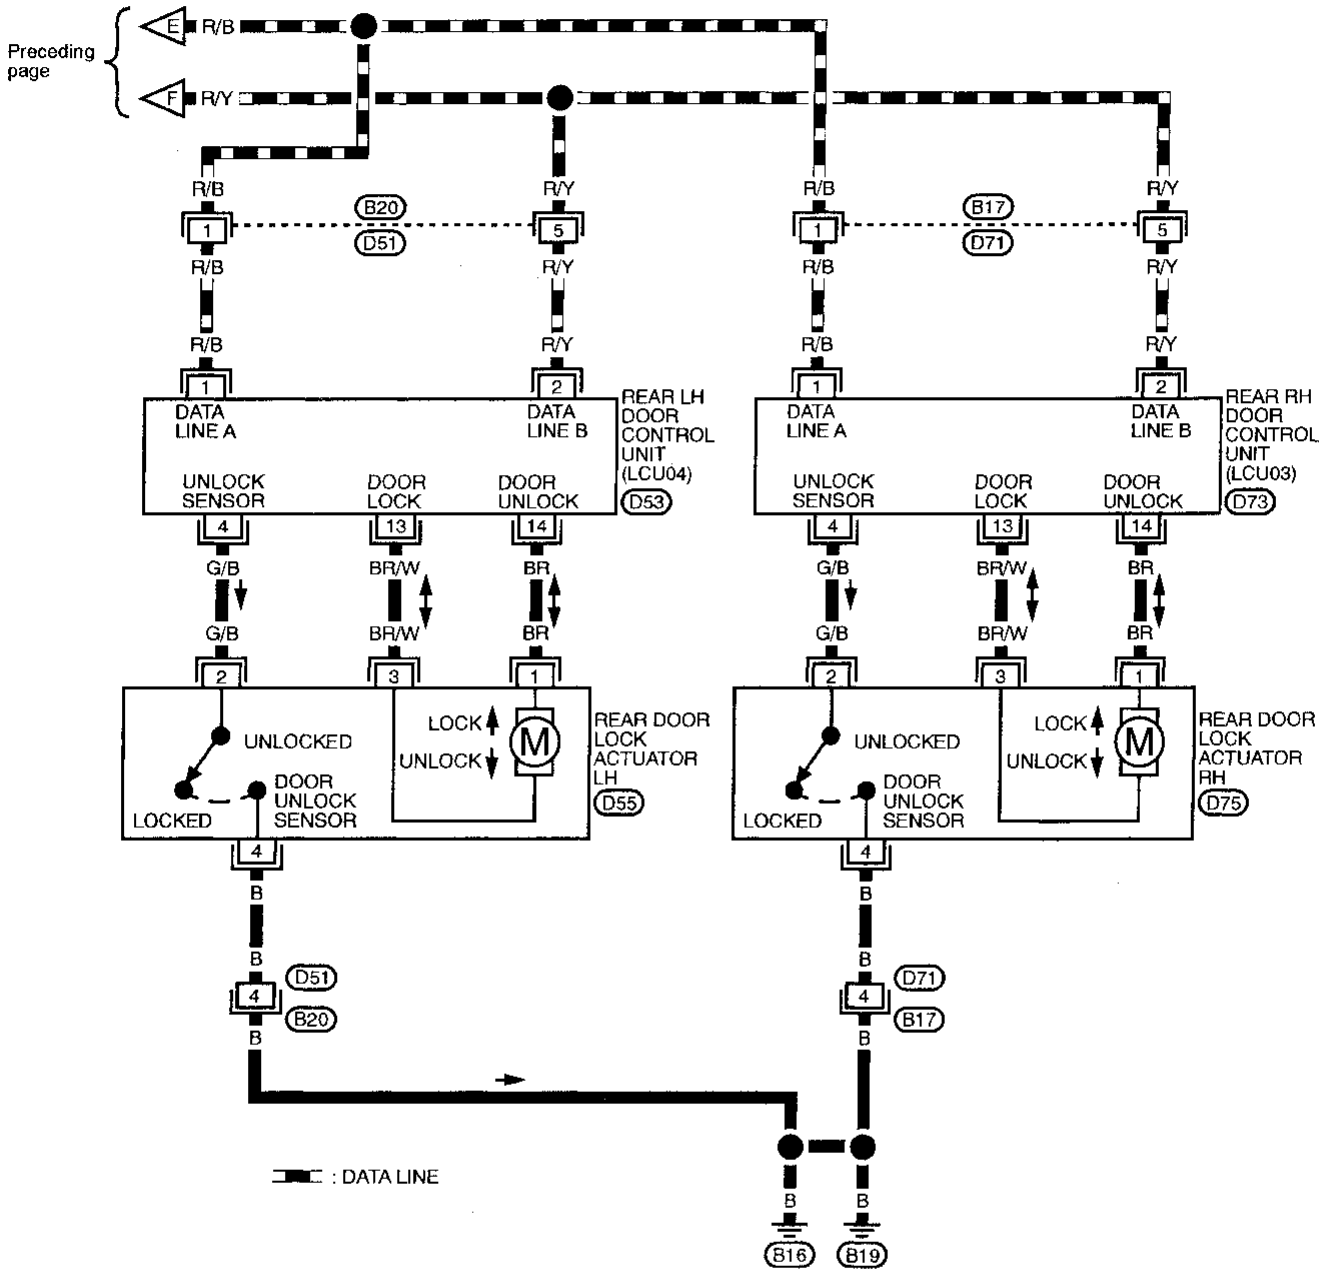 Preceding
page
E R/B
F R/Y
R/B R/Y R/B R/Y
B20 B17
1 5 1 5
D51 D71
R/B R/Y R/B R/Y
R/B R/Y R/B R/Y
1 2 1 2
DATA
LINE A
DATA
LINE B
REAR LH
DOOR
CONTROL
UNIT
(LCU04)
D53
DATA
LINE A
DATA
LINE B
REAR RH
DOOR
CONTROL
UNIT
(LCU03)
D73
UNLOCK
SENSOR
DOOR
LOCK
DOOR
UNLOCK
UNLOCK
SENSOR
DOOR
LOCK
DOOR
UNLOCK
4 13 14 4 13 14
G/B BR/W BR G/B BR/W BR
G/B BR/W BR G/B BR/W BR
2 3 1 2 3 1
UNLOCKED
LOCKED
DOOR
UNLOCK
SENSOR
LOCK
UNLOCK
M
REAR DOOR
LOCK
ACTUATOR
LH
D55
UNLOCKED
LOCKED
DOOR
UNLOCK
SENSOR
LOCK
UNLOCK
M
REAR DOOR
LOCK
ACTUATOR
RH
D75
4 4
B B
B B
D51 D71
4 4
B20 B17
B B
: DATA LINE
B B
B16 B19